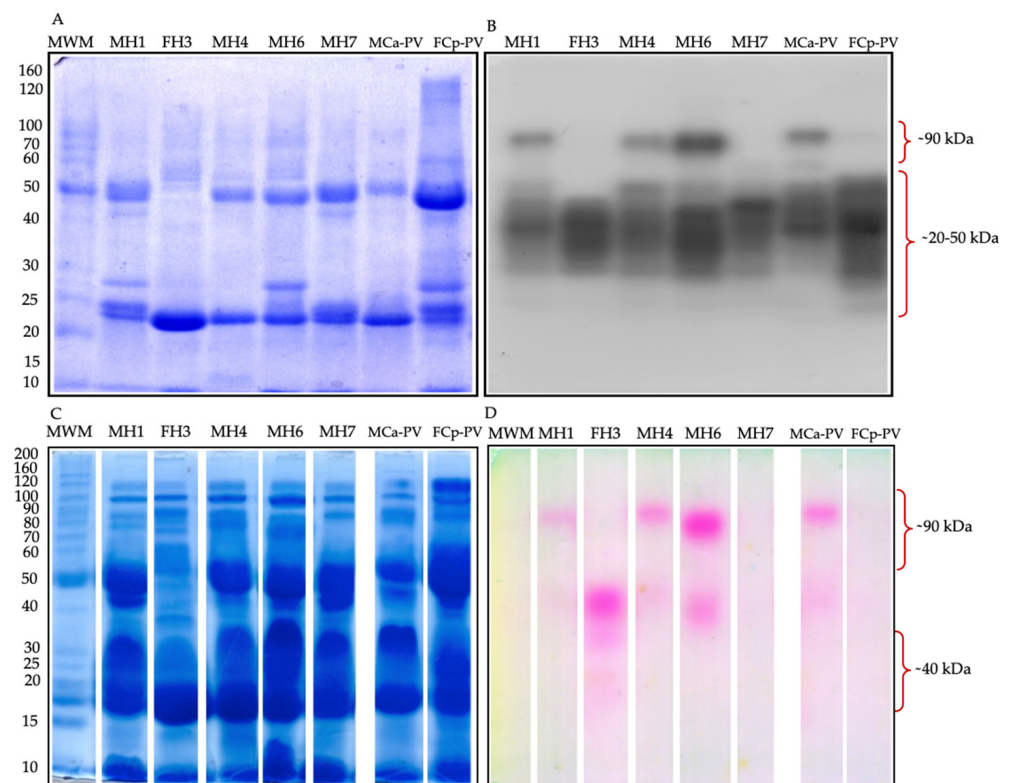 A
MWM MH1 FH3 MH4 MH6 MH7 MCa-PV FCp-PV
160
120
100
70
60
50
40
30
25
20
15
10
B
MH1 FH3 MH4 MH6 MH7 MCa-PV FCp-PV
~90 kDa
~20-50 kDa
C
MWM MH1 FH3 MH4 MH6 MH7 MCa-PV FCp-PV
200
160
120
100
90
80
70
60
50
40
30
25
20
15
10
D
MWM MH1 FH3 MH4 MH6 MH7 MCa-PV FCp-PV
~90 kDa
~40 kDa